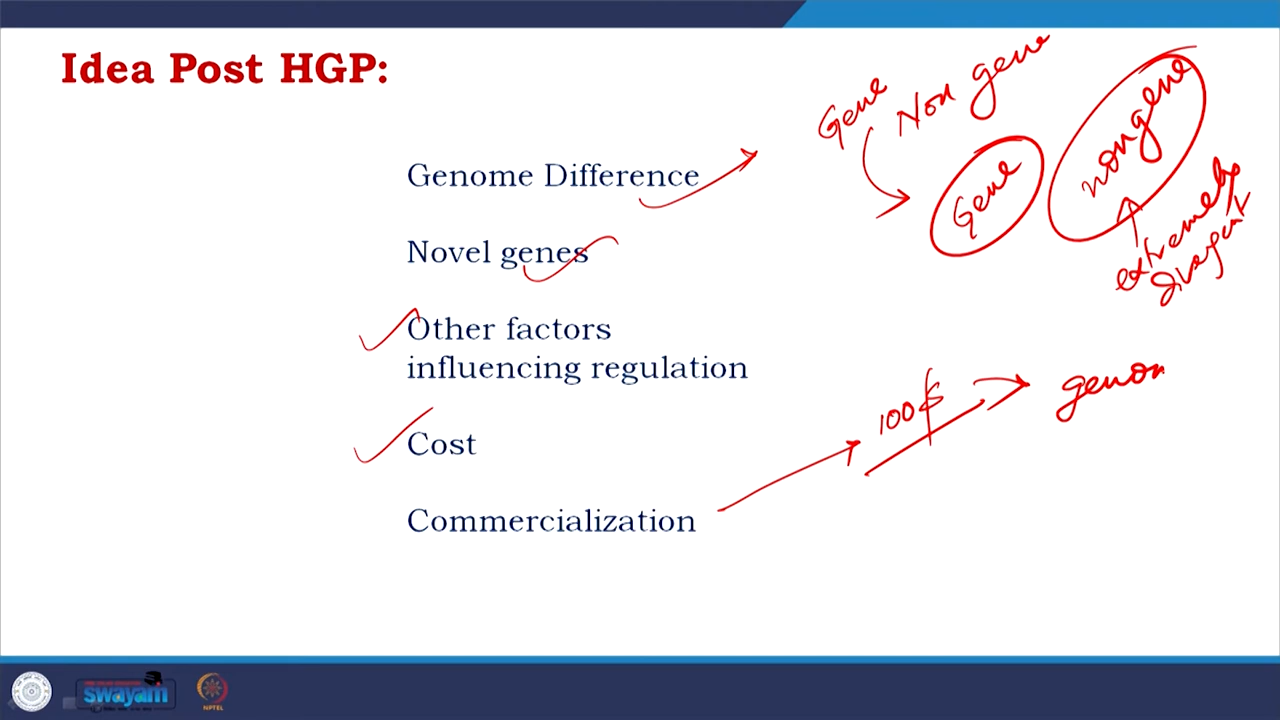 Idea Post HGP:
Gene Non gene
Gene nongene
extremely
divergent
Genome Difference
Novel genes
Other factors
influencing regulation
100$ genom
Cost
Commercialization
swayam
NPTEL